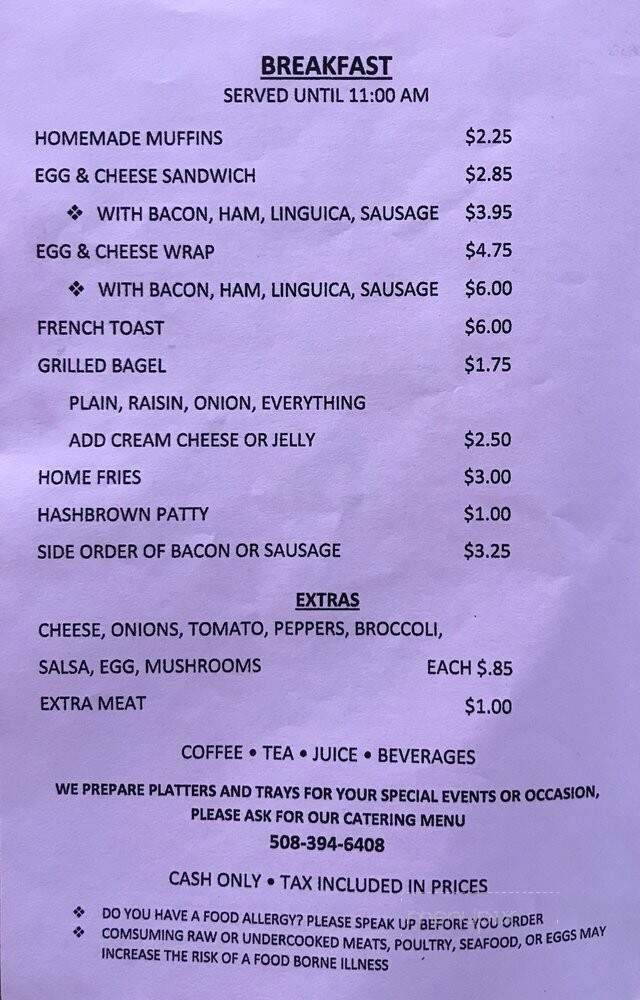 BREAKFAST
SERVED UNTIL 11:00 AM
HOMEMADE MUFFINS $2.25
EGG & CHEESE SANDWICH $2.85
❖ WITH BACON, HAM, LINGUICA, SAUSAGE $3.95
EGG & CHEESE WRAP $4.75
❖ WITH BACON, HAM, LINGUICA, SAUSAGE $6.00
FRENCH TOAST $6.00
GRILLED BAGEL $1.75
PLAIN, RAISIN, ONION, EVERYTHING
ADD CREAM CHEESE OR JELLY $2.50
HOME FRIES $3.00
HASHBROWN PATTY $1.00
SIDE ORDER OF BACON OR SAUSAGE $3.25
EXTRAS
CHEESE, ONIONS, TOMATO, PEPPERS, BROCCOLI,
SALSA, EGG, MUSHROOMS EACH $.85
EXTRA MEAT $1.00
COFFEE • TEA • JUICE • BEVERAGES
WE PREPARE PLATTERS AND TRAYS FOR YOUR SPECIAL EVENTS OR OCCASION,
PLEASE ASK FOR OUR CATERING MENU
508-394-6408
CASH ONLY • TAX INCLUDED IN PRICES
❖ DO YOU HAVE A FOOD ALLERGY? PLEASE SPEAK UP BEFORE YOU ORDER
❖ COMSUMING RAW OR UNDERCOOKED MEATS, POULTRY, SEAFOOD, OR EGGS MAY
INCREASE THE RISK OF A FOOD BORNE ILLNESS